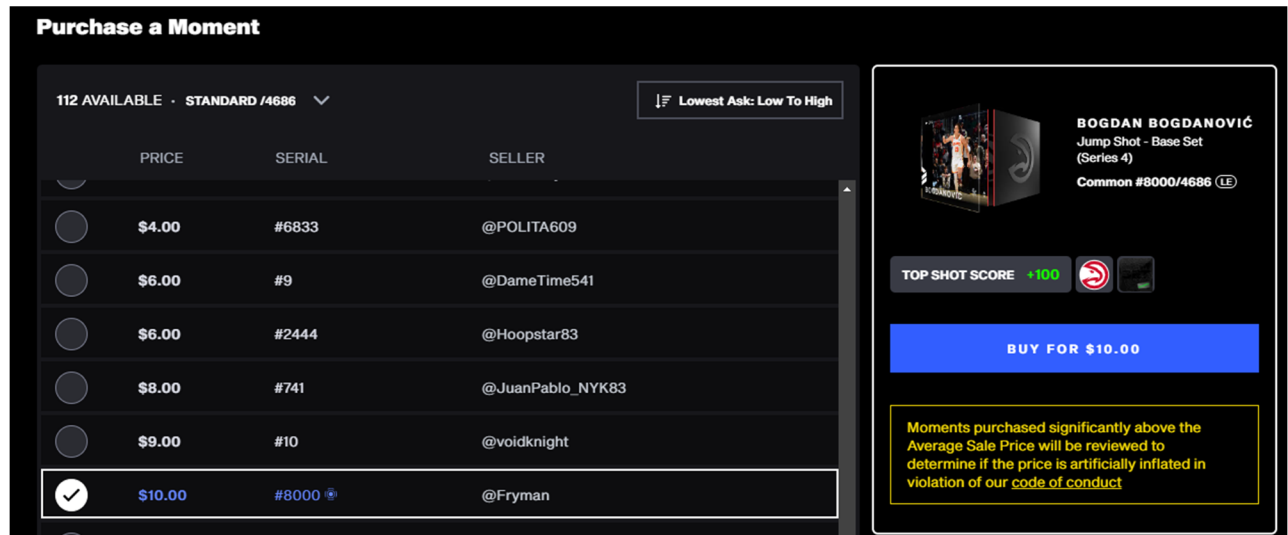 Purchase a Moment
112 AVAILABLE · STANDARD /4686
Lowest Ask: Low To High
PRICE SERIAL SELLER
$4.00 #6833 @POLITA609
$6.00 #9 @DameTime541
$6.00 #2444 @Hoopstar83
$8.00 #741 @JuanPablo_NYK83
$9.00 #10 @voidknight
$10.00 #8000 @Fryman
BOGDANOVIĆ
BOGDAN BOGDANOVIĆ
Jump Shot - Base Set
(Series 4)
Common #8000/4686 LE
TOP SHOT SCORE +100
BUY FOR $10.00
Moments purchased significantly above the
Average Sale Price will be reviewed to
determine if the price is artificially inflated in
violation of our code of conduct